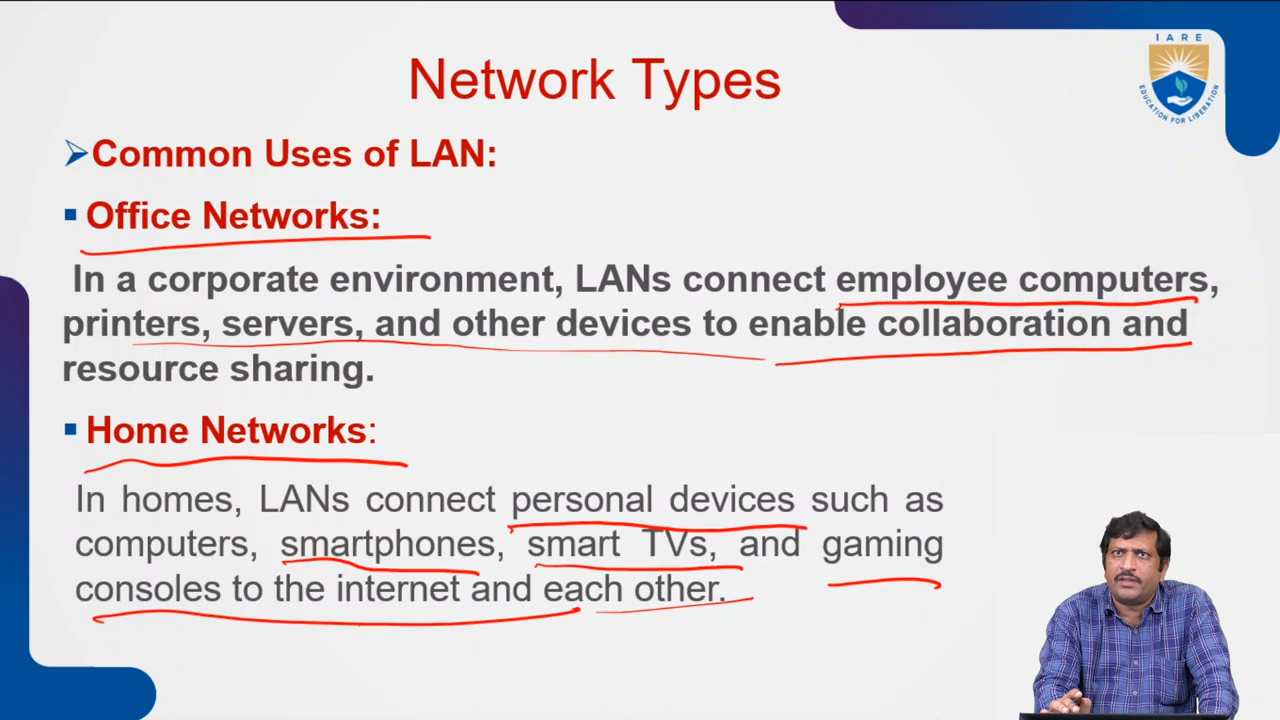 IARE
EDUCATION FOR LIBERATION
Network Types
Common Uses of LAN:
Office Networks:
In a corporate environment, LANs connect employee computers,
printers, servers, and other devices to enable collaboration and
resource sharing.
Home Networks:
In homes, LANs connect personal devices such as
computers, smartphones, smart TVs, and gaming
consoles to the internet and each other.